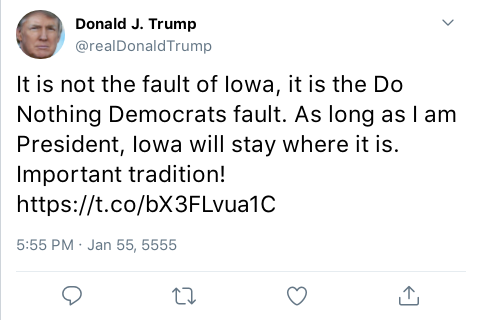 Donald J. Trump
@realDonaldTrump
It is not the fault of Iowa, it is the Do
Nothing Democrats fault. As long as I am
President, Iowa will stay where it is.
Important tradition!
https://t.co/bX3FLvua1C
5:55 PM · Jan 55, 5555